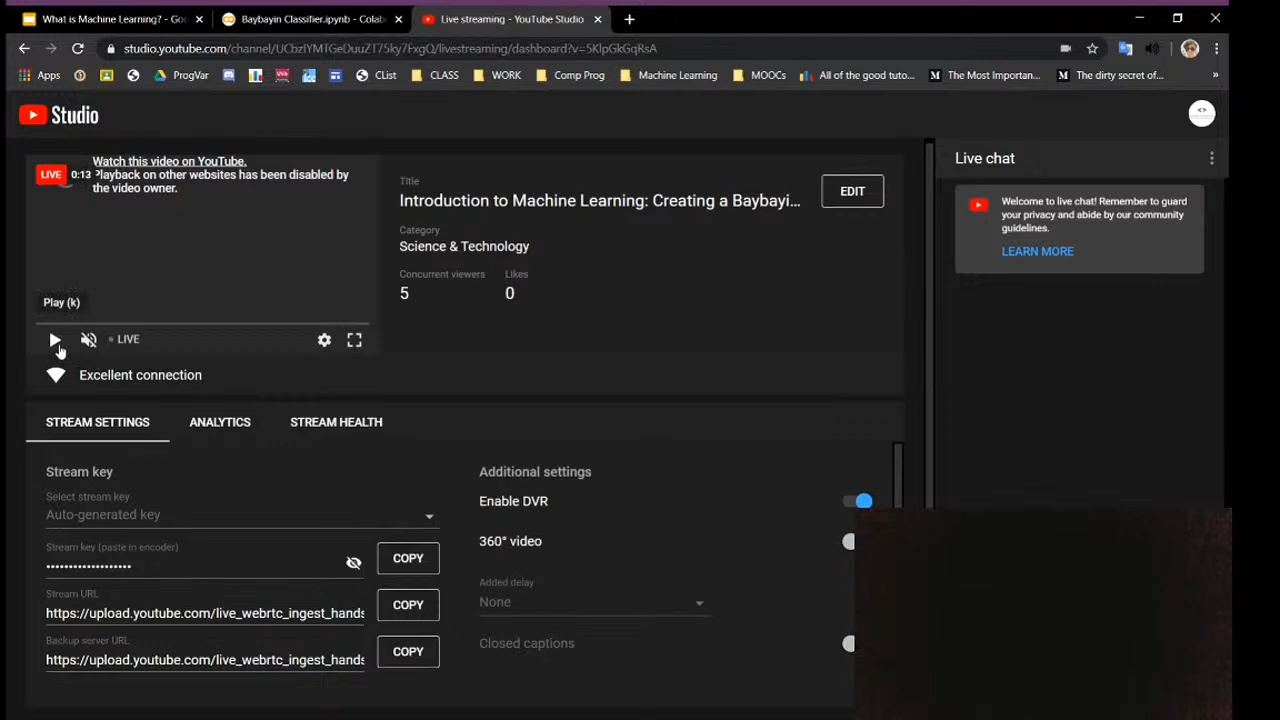 What is Machine Learning? - Goo
Baybayin Classifier.ipynb - Colab
Live streaming - YouTube Studio
studio.youtube.com/channel/UCbzIYMTGeDuuZT75ky7FxgQ/livestreaming/dashboard?v=5KlpGkGqRsA
Apps
ProgVar
CList
CLASS
WORK
Comp Prog
Machine Learning
MOOCs
All of the good tuto...
The Most Importan...
The dirty secret of...
»
Studio
Watch this video on YouTube.
LIVE 0:13 Playback on other websites has been disabled by
the video owner.
Play (k)
LIVE
Excellent connection
Title
Introduction to Machine Learning: Creating a Baybayi...
EDIT
Category
Science & Technology
Concurrent viewers
Likes
5
0
Live chat
Welcome to live chat! Remember to guard
your privacy and abide by our community
guidelines.
LEARN MORE
STREAM SETTINGS
ANALYTICS
STREAM HEALTH
Stream key
Select stream key
Auto-generated key
Stream key (paste in encoder)
••••••••••••••••••••
COPY
Stream URL
https://upload.youtube.com/live_webrtc_ingest_hands
COPY
Backup server URL
https://upload.youtube.com/live_webrtc_ingest_hands
COPY
Additional settings
Enable DVR
360° video
Added delay
None
Closed captions